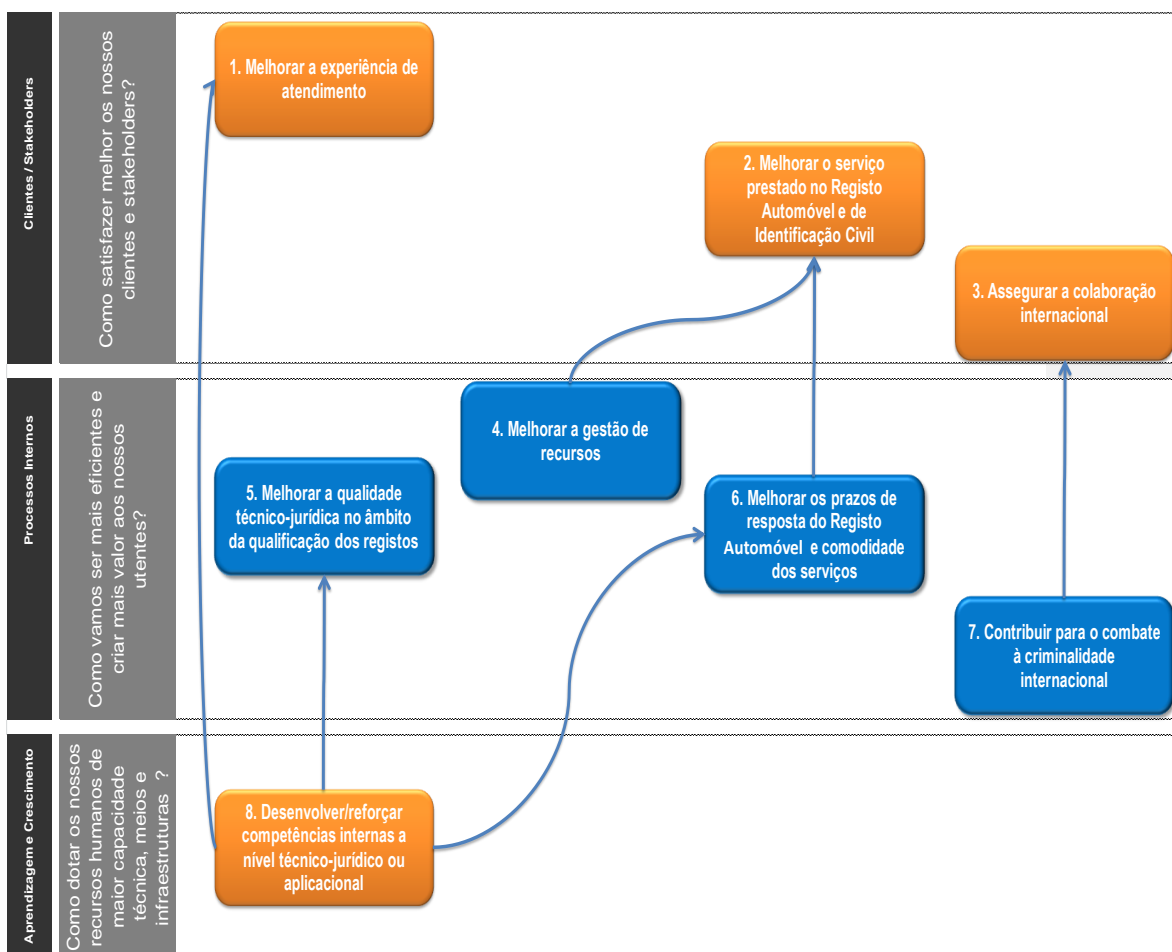 Clientes / Stakeholders
Como satisfazer melhor os nossos
clientes e stakeholders?
1. Melhorar a experiência de
atendimento
2. Melhorar o serviço
prestado no Registo
Automóvel e de
Identificação Civil
3. Assegurar a colaboração
internacional
Processos Internos
Como vamos ser mais eficientes e
criar mais valor aos nossos
utentes?
4. Melhorar a gestão de
recursos
5. Melhorar a qualidade
técnico-jurídica no âmbito
da qualificação dos registos
6. Melhorar os prazos de
resposta do Registo
Automóvel e comodidade
dos serviços
7. Contribuir para o combate
à criminalidade
internacional
Aprendizagem e Crescimento
Como dotar os nossos
recursos humanos de
maior capacidade
técnica, meios e
infraestruturas ?
8. Desenvolver/reforçar
competências internas a
nível técnico-jurídico ou
aplicacional